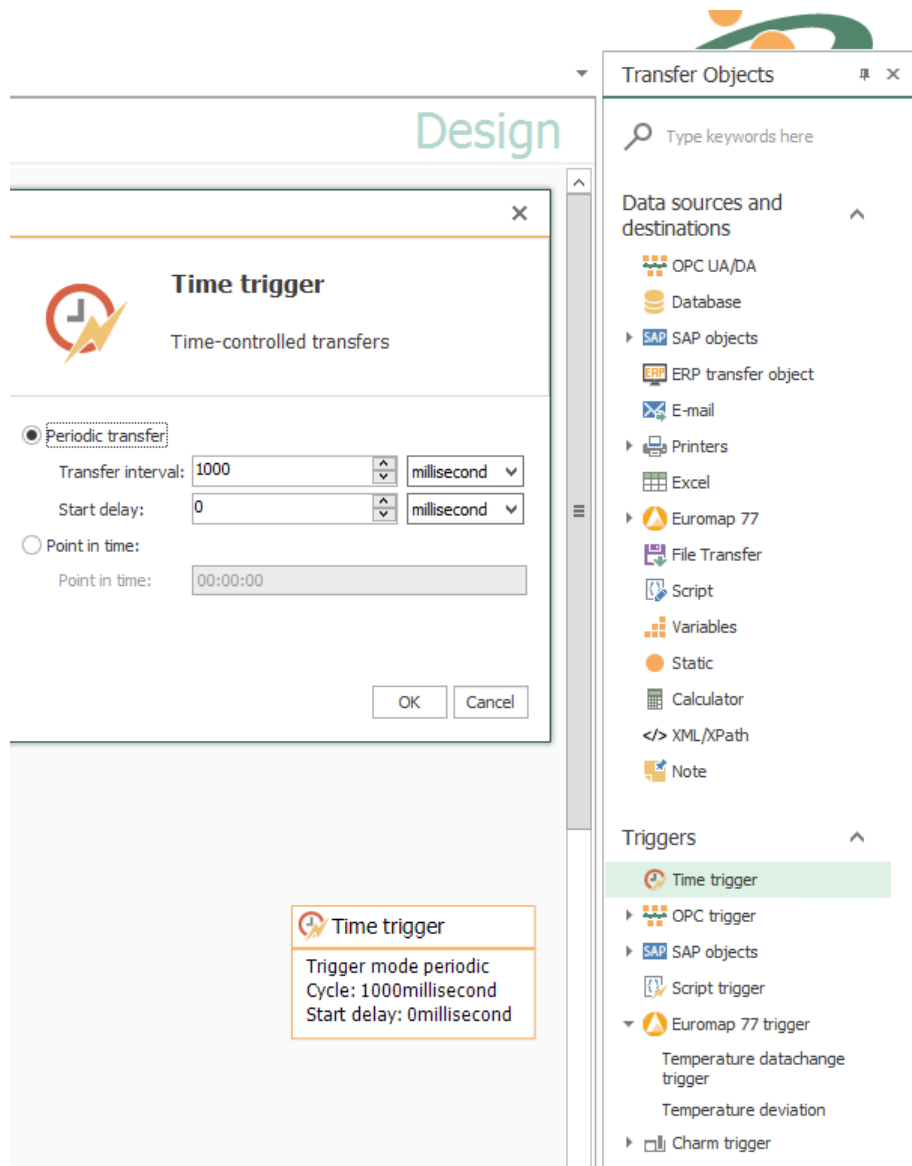 Transfer Objects
Design
Type keywords here
Time trigger
Time-controlled transfers
Periodic transfer
Transfer interval: 1000 millisecond
Start delay: 0 millisecond
Point in time:
Point in time: 00:00:00
OK Cancel
Time trigger
Trigger mode periodic
Cycle: 1000millisecond
Start delay: 0millisecond
Data sources and
destinations
OPC UA/DA
Database
SAP SAP objects
ERP ERP transfer object
E-mail
Printers
Excel
Euromap 77
File Transfer
Script
Variables
Static
Calculator
</> XML/XPath
Note
Triggers
Time trigger
OPC trigger
SAP SAP objects
Script trigger
Euromap 77 trigger
Temperature datachange
trigger
Temperature deviation
Charm trigger